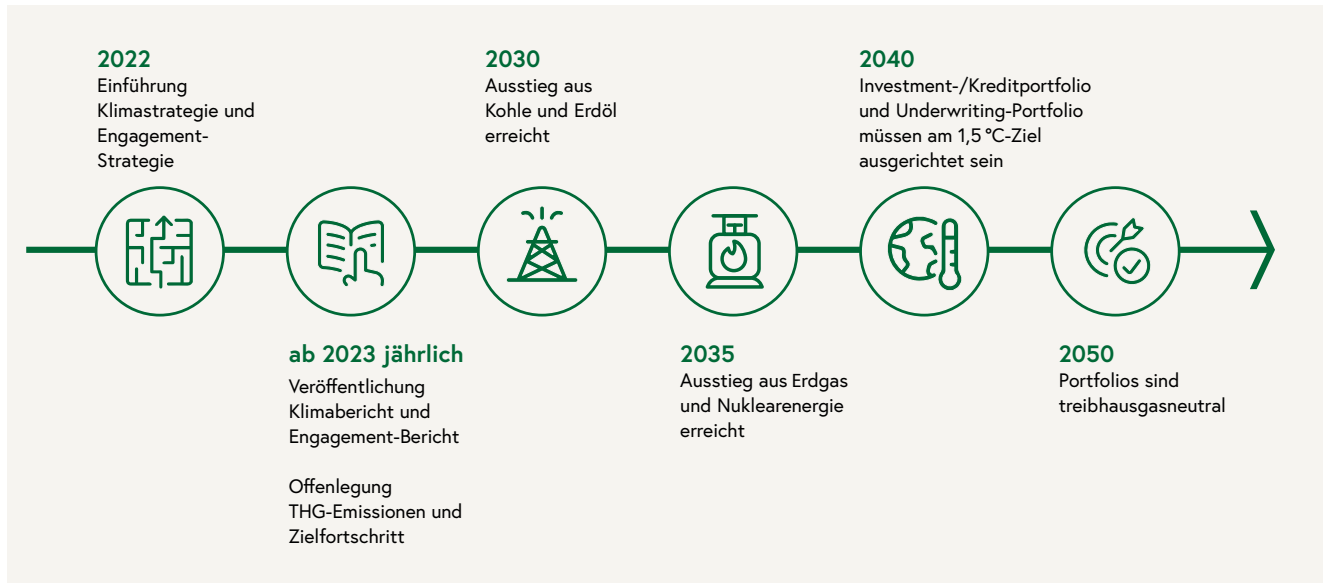 2022
Einführung
Klimastrategie und
Engagement-
Strategie
ab 2023 jährlich
Veröffentlichung
Klimabericht und
Engagement-Bericht
Offenlegung
THG-Emissionen und
Zielfortschritt
2030
Ausstieg aus
Kohle und Erdöl
erreicht
2035
Ausstieg aus Erdgas
und Nuklearenergie
erreicht
2040
Investment-/Kreditportfolio
und Underwriting-Portfolio
müssen am 1,5 °C-Ziel
ausgerichtet sein
2050
Portfolios sind
treibhausgasneutral